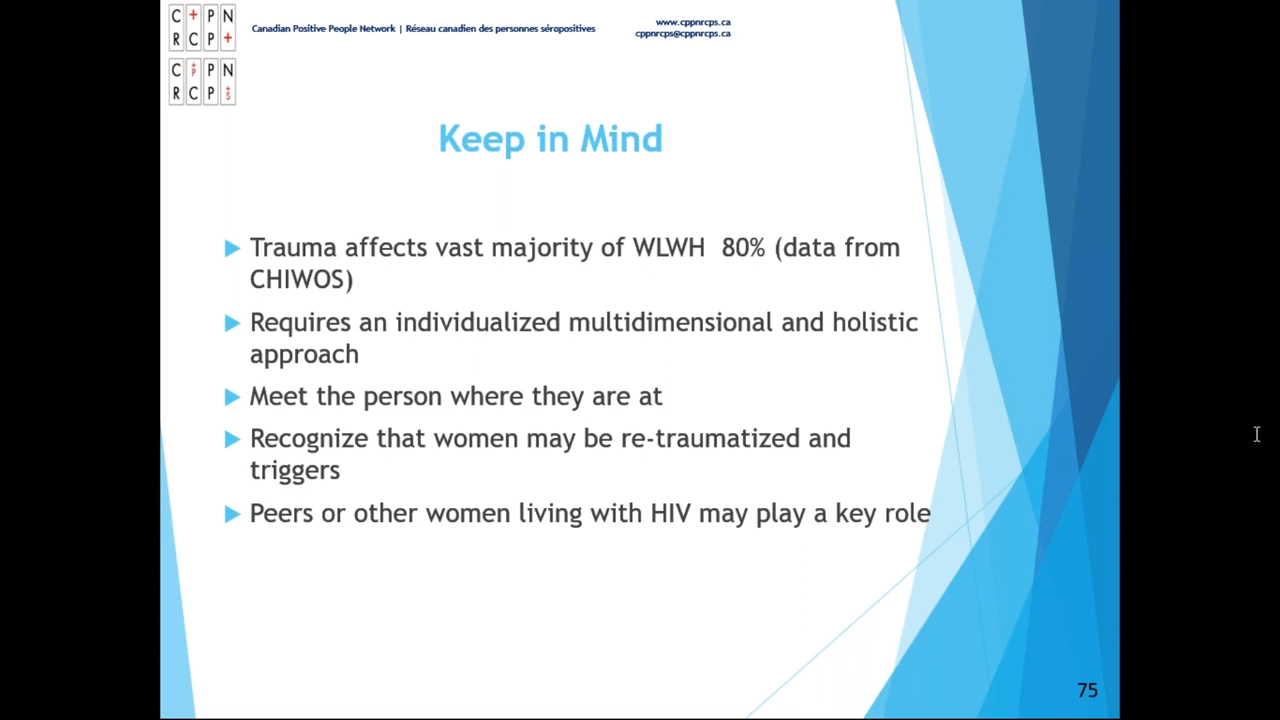 C + P N
R C P +
Canadian Positive People Network | Réseau canadien des personnes séropositives
www.cppnrcps.ca
cppnrcps@cppnrcps.ca
C +P P N
R C P +S
Keep in Mind
Trauma affects vast majority of WLWH 80% (data from
CHIWOS)
Requires an individualized multidimensional and holistic
approach
Meet the person where they are at
Recognize that women may be re-traumatized and
triggers
Peers or other women living with HIV may play a key role
75